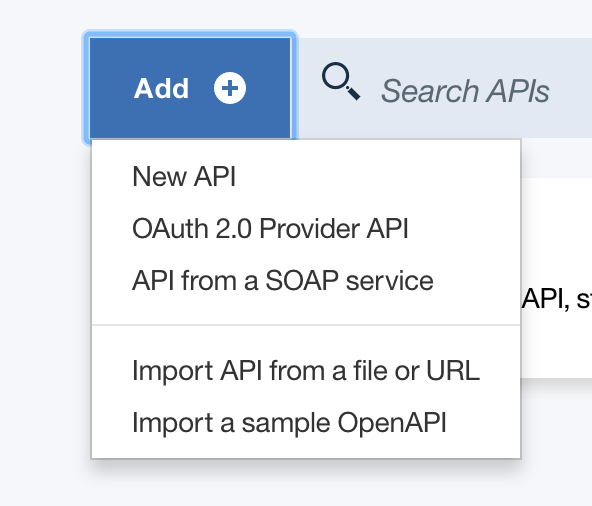 Add
Search APIs
New API
OAuth 2.0 Provider API
API from a SOAP service
API, s
Import API from a file or URL
Import a sample OpenAPI